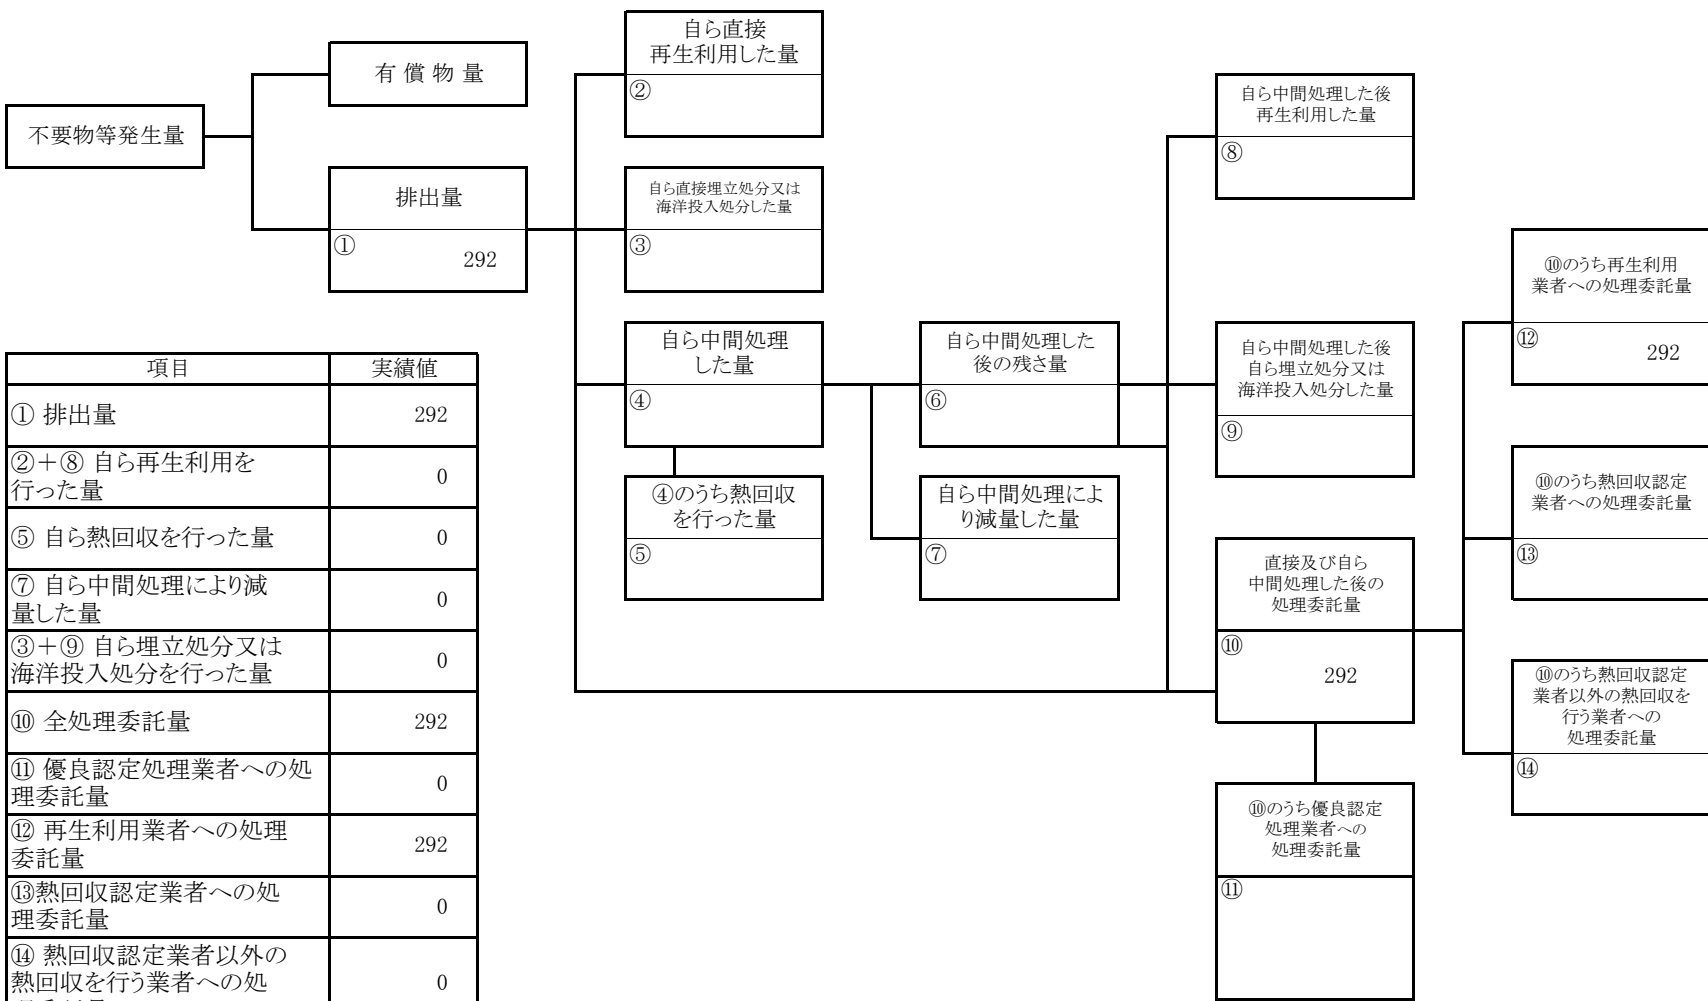 不要物等発生量
有 償 物 量
排出量
①
292
自ら直接
再生利用した量
②
自ら直接埋立処分又は
海洋投入処分した量
③
自ら中間処理
した量
④
④のうち熱回収
を行った量
⑤
自ら中間処理した
後の残さ量
⑥
自ら中間処理によ
り減量した量
⑦
自ら中間処理した後
再生利用した量
⑧
自ら中間処理した後
自ら埋立処分又は
海洋投入処分した量
⑨
直接及び自ら
中間処理した後の
処理委託量
⑩
292
⑩のうち優良認定
処理業者への
処理委託量
⑪
⑩のうち再生利用
業者への処理委託量
⑫
292
⑩のうち熱回収認定
業者への処理委託量
⑬
⑩のうち熱回収認定
業者以外の熱回収を
行う業者への
処理委託量
⑭
項目 実績値
① 排出量 292
②+⑧ 自ら再生利用を
行った量 0
⑤ 自ら熱回収を行った量 0
⑦ 自ら中間処理により減
量した量 0
③+⑨ 自ら埋立処分又は
海洋投入処分を行った量 0
⑩ 全処理委託量 292
⑪ 優良認定処理業者への処
理委託量 0
⑫ 再生利用業者への処理
委託量 292
⑬熱回収認定業者への処
理委託量 0
⑭ 熱回収認定業者以外の
熱回収を行う業者への処 0